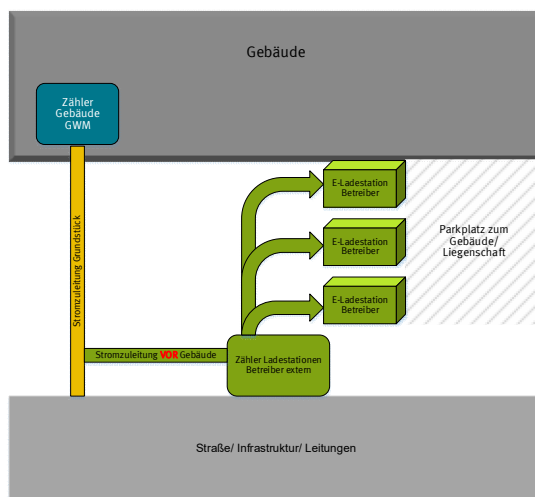 Gebäude
Zähler
Gebäude
GWM
E-Ladestation
Betreiber
Parkplatz zum
Gebäude/
Liegenschaft
E-Ladestation
Betreiber
E-Ladestation
Betreiber
Stromzuleitung Grundstück
Stromzuleitung VOR Gebäude
Zähler Ladestationen
Betreiber extern
Straße/ Infrastruktur/ Leitungen